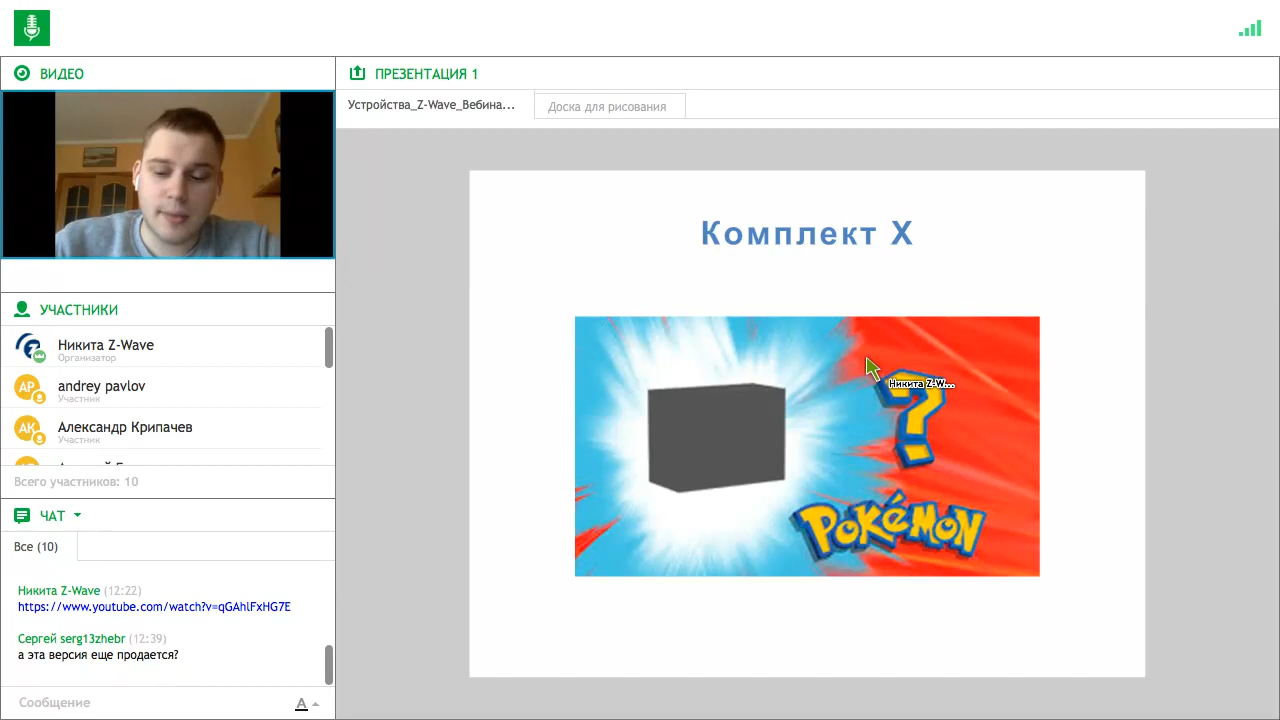 ВИДЕО
УЧАСТНИКИ
Никита Z-Wave
Организатор
AP
andrey pavlov
Участник
АК
Александр Крипачев
Участник
Всего участников: 10
ЧАТ
Все (10)
Никита Z-Wave (12:22)
https://www.youtube.com/watch?v=qGAhlFxHG7E
Сергей serg13zhebr (12:39)
а эта версия еще продается?
Сообщение
A
ПРЕЗЕНТАЦИЯ 1
Устройства_Z-Wave_Вебина...
Доска для рисования
Комплект X
Никита Z-W...
?
POKéMON